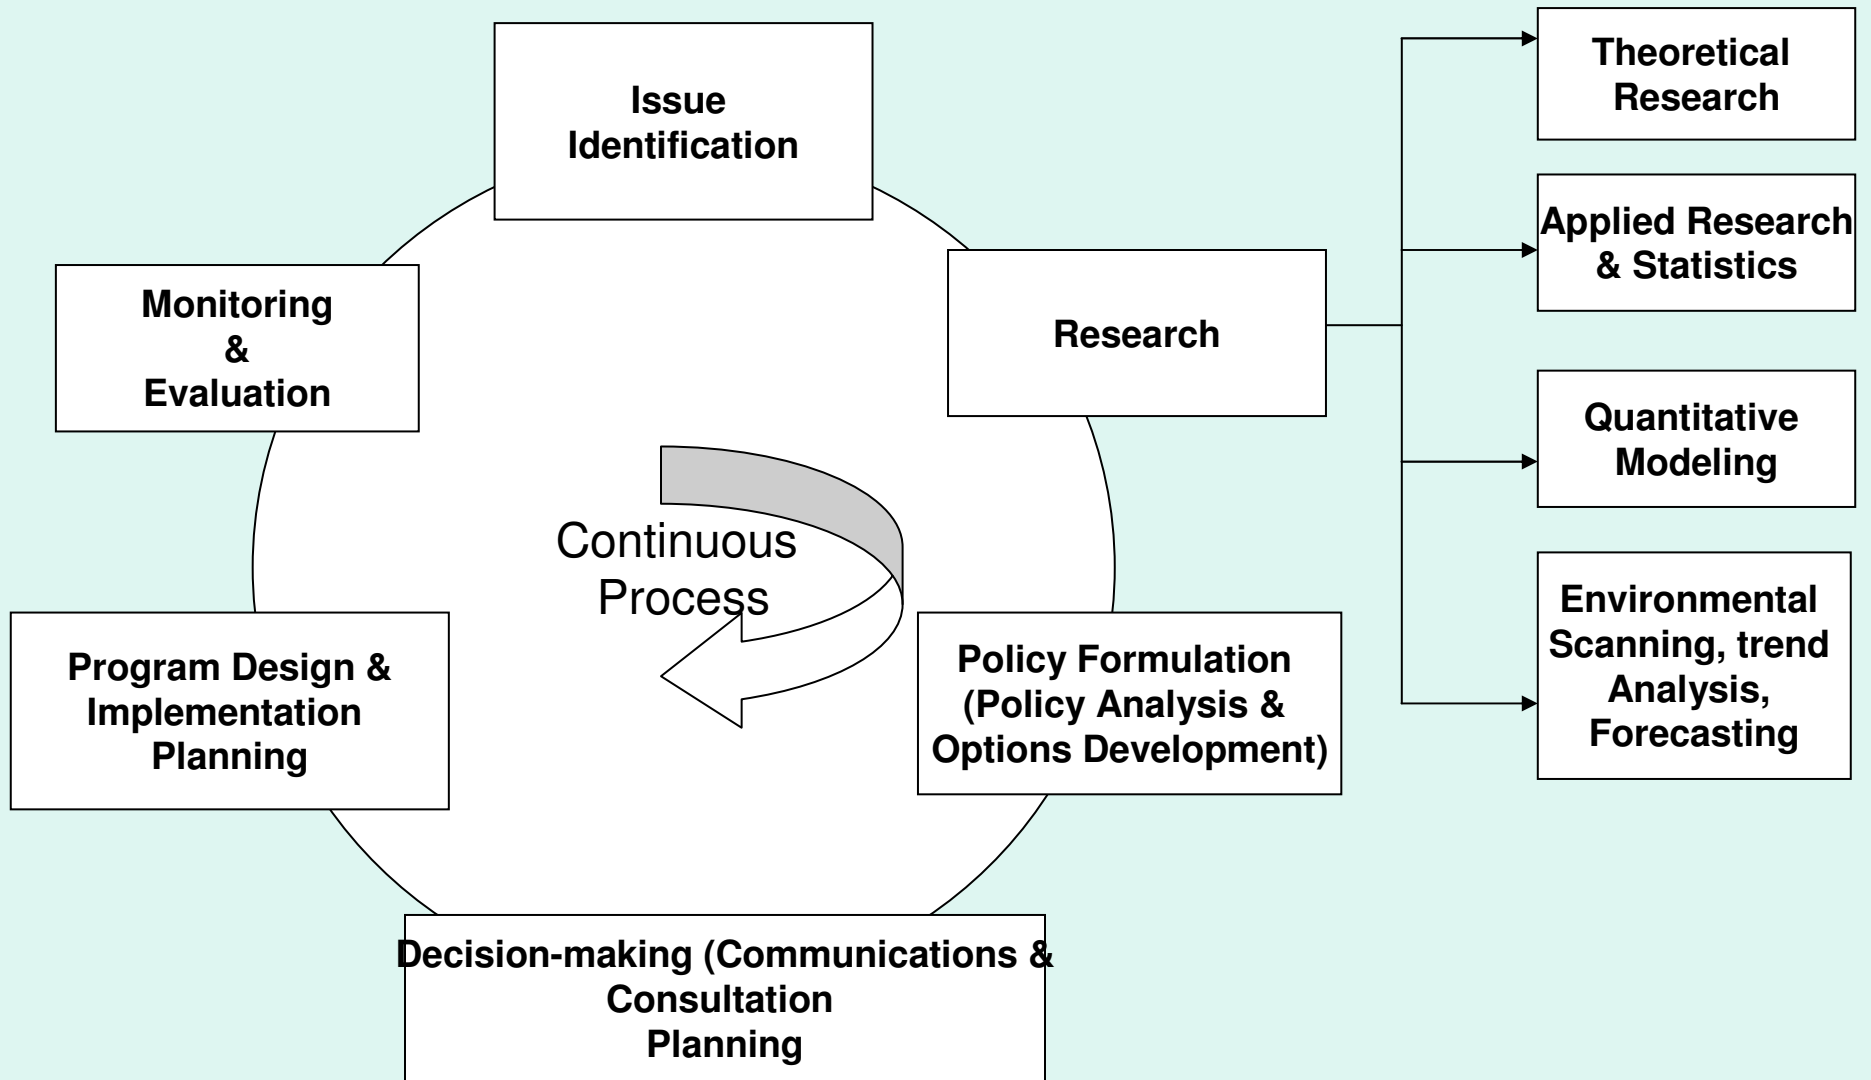 Issue
Identification
Research
Theoretical
Research
Applied Research
& Statistics
Quantitative
Modeling
Environmental
Scanning, trend
Analysis,
Forecasting
Policy Formulation
(Policy Analysis &
Options Development)
Decision-making (Communications &
Consultation
Planning
Program Design &
Implementation
Planning
Monitoring
&
Evaluation
Continuous
Process